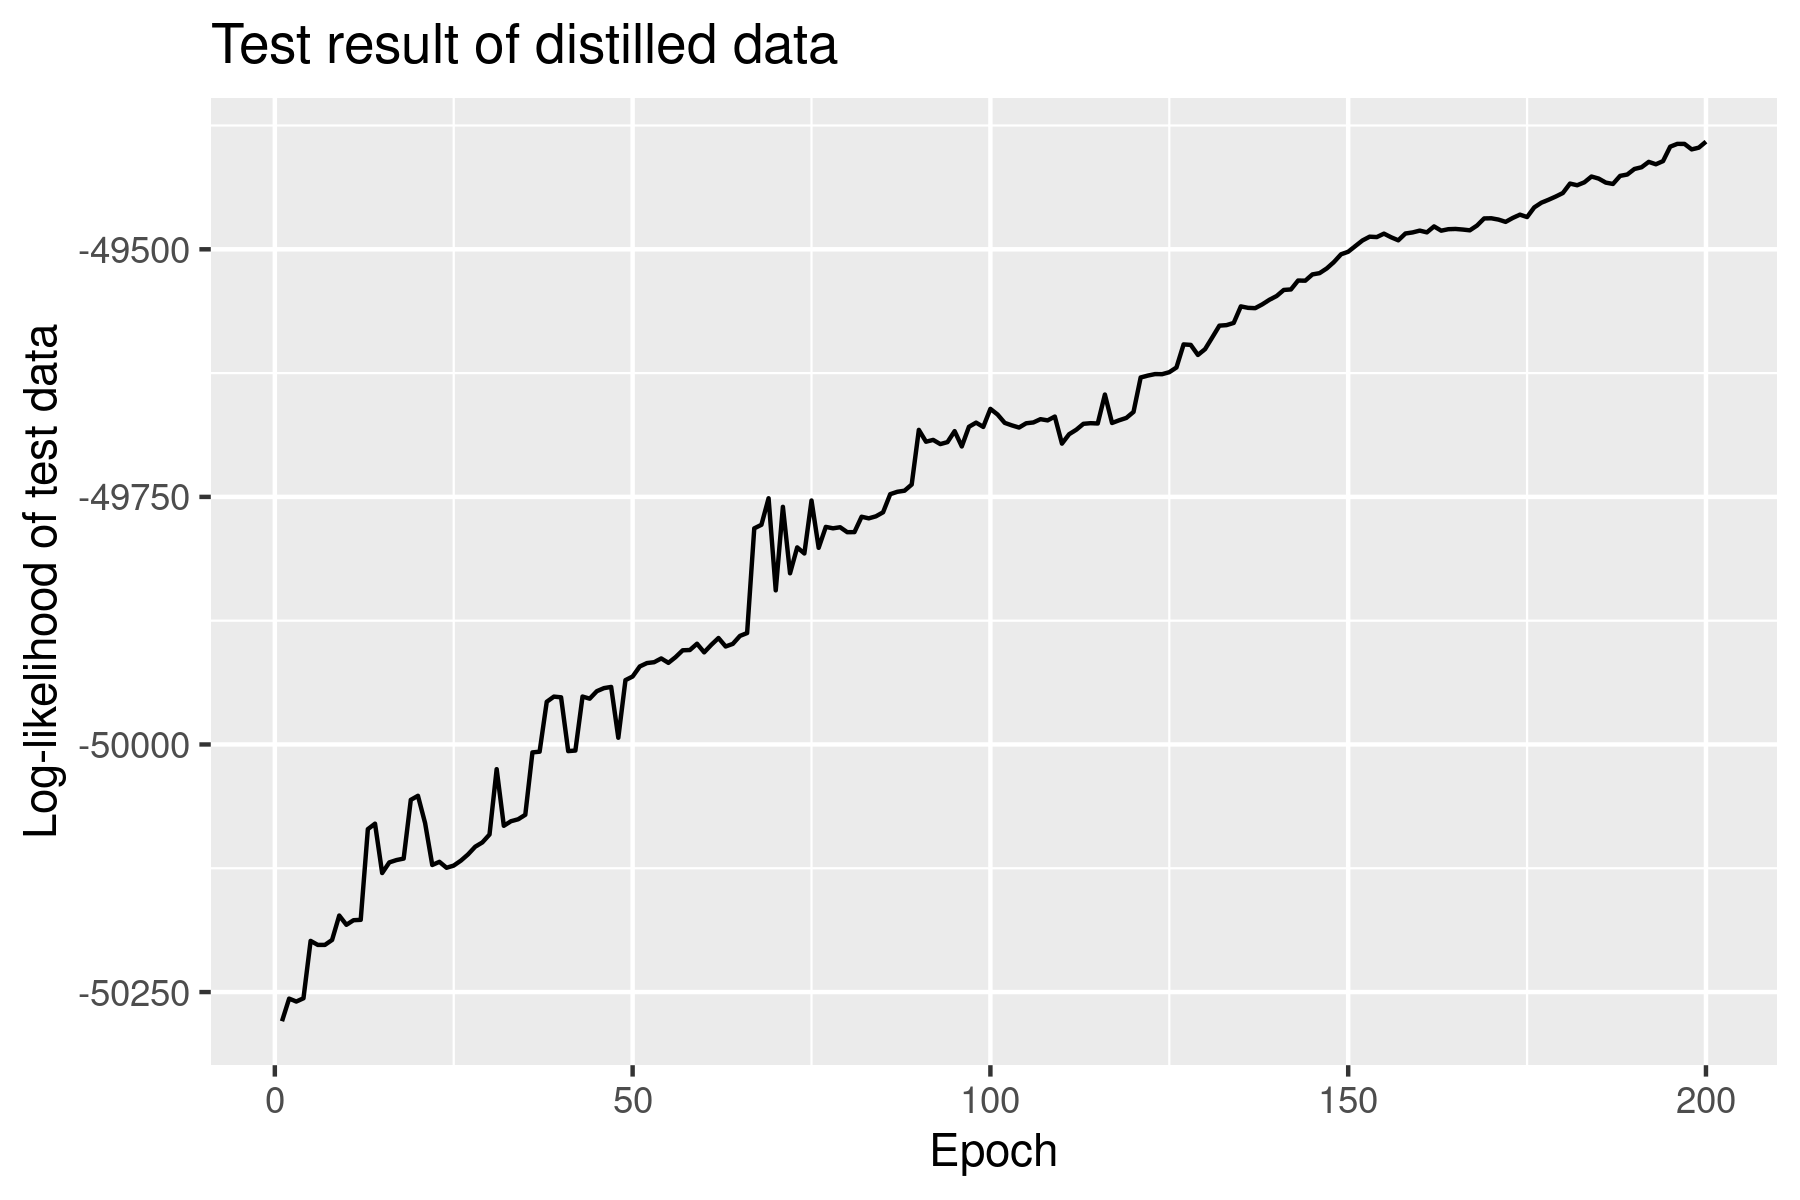 Test result of distilled data
Log-likelihood of test data
-49500
-49750
-50000
-50250
0 50 100 150 200
Epoch